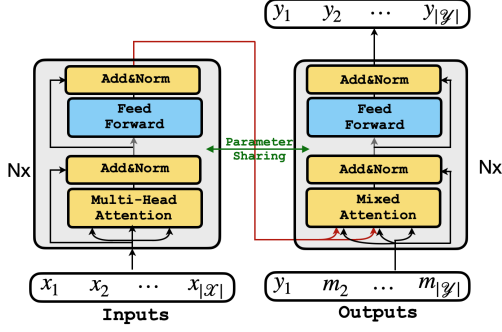 y₁ y₂ ⋯ y|𝒴|
Add&Norm
Feed
Forward
Add&Norm
Multi-Head
Attention
Nx
Parameter
Sharing
Add&Norm
Feed
Forward
Add&Norm
Mixed
Attention
Nx
x₁ x₂ ⋯ x|𝒳|
Inputs
y₁ m₂ ⋯ m|𝒴|
Outputs